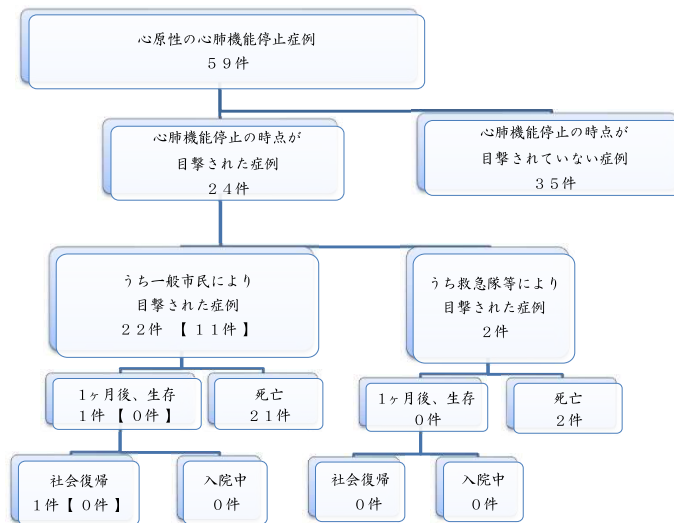 心原性の心肺機能停止症例
５９件
心肺機能停止の時点が
目撃された症例
２４件
心肺機能停止の時点が
目撃されていない症例
３５件
うち一般市民により
目撃された症例
２２件 【 １１件 】
うち救急隊等により
目撃された症例
２件
１ヶ月後、生存
１件【 ０件 】
死亡
２１件
１ヶ月後、生存
０件
死亡
２件
社会復帰
１件【 ０件 】
入院中
０件
社会復帰
０件
入院中
０件